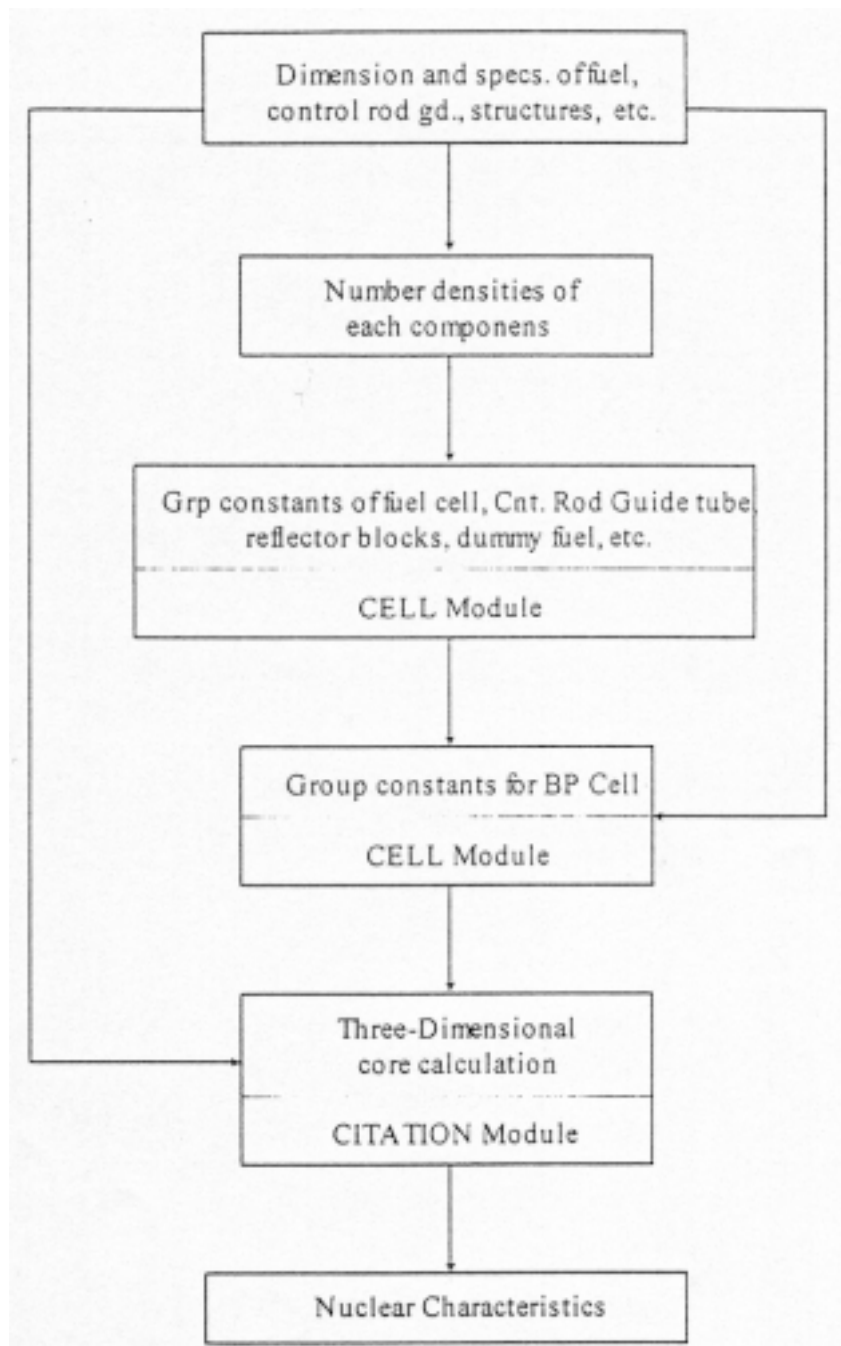 Dimension and specs. of fuel,
control rod gd., structures, etc.
Number densities of
each componens
Grp constants of fuel cell, Cnt. Rod Guide tube,
reflector blocks, dummy fuel, etc.
CELL Module
Group constants for BP Cell
CELL Module
Three-Dimensional
core calculation
CITATION Module
Nuclear Characteristics